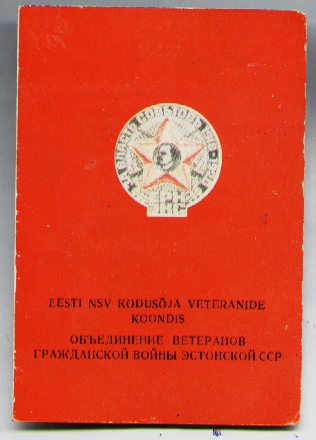 EESTI NSV KODUSÕJA VETERANIDE
KOONDIS
ОБЪЕДИНЕНИЕ ВЕТЕРАНОВ
ГРАЖДАНСКОЙ ВОЙНЫ ЭСТОНСКОЙ ССР